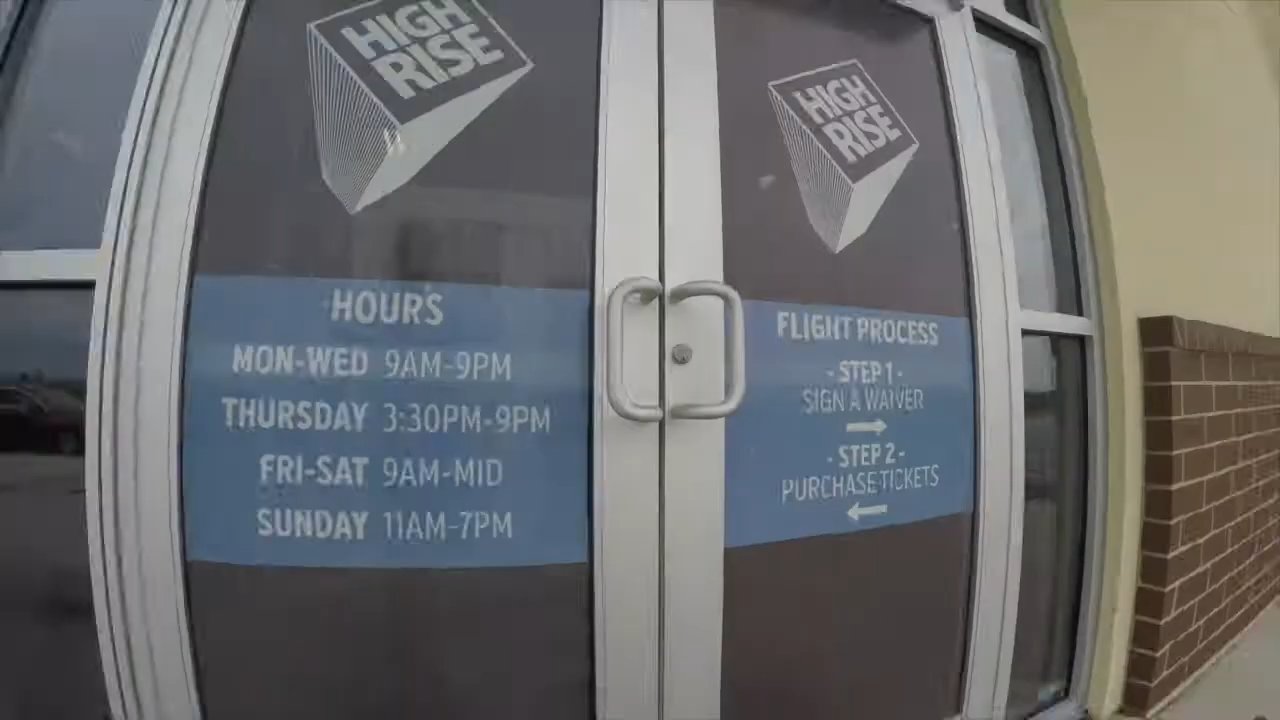 HIGH
RISE
HIGH
RISE
HOURS
MON-WED 9AM-9PM
THURSDAY 3:30PM-9PM
FRI-SAT 9AM-MID
SUNDAY 11AM-7PM
FLIGHT PROCESS
- STEP 1 -
SIGN A WAIVER
- STEP 2 -
PURCHASE TICKETS